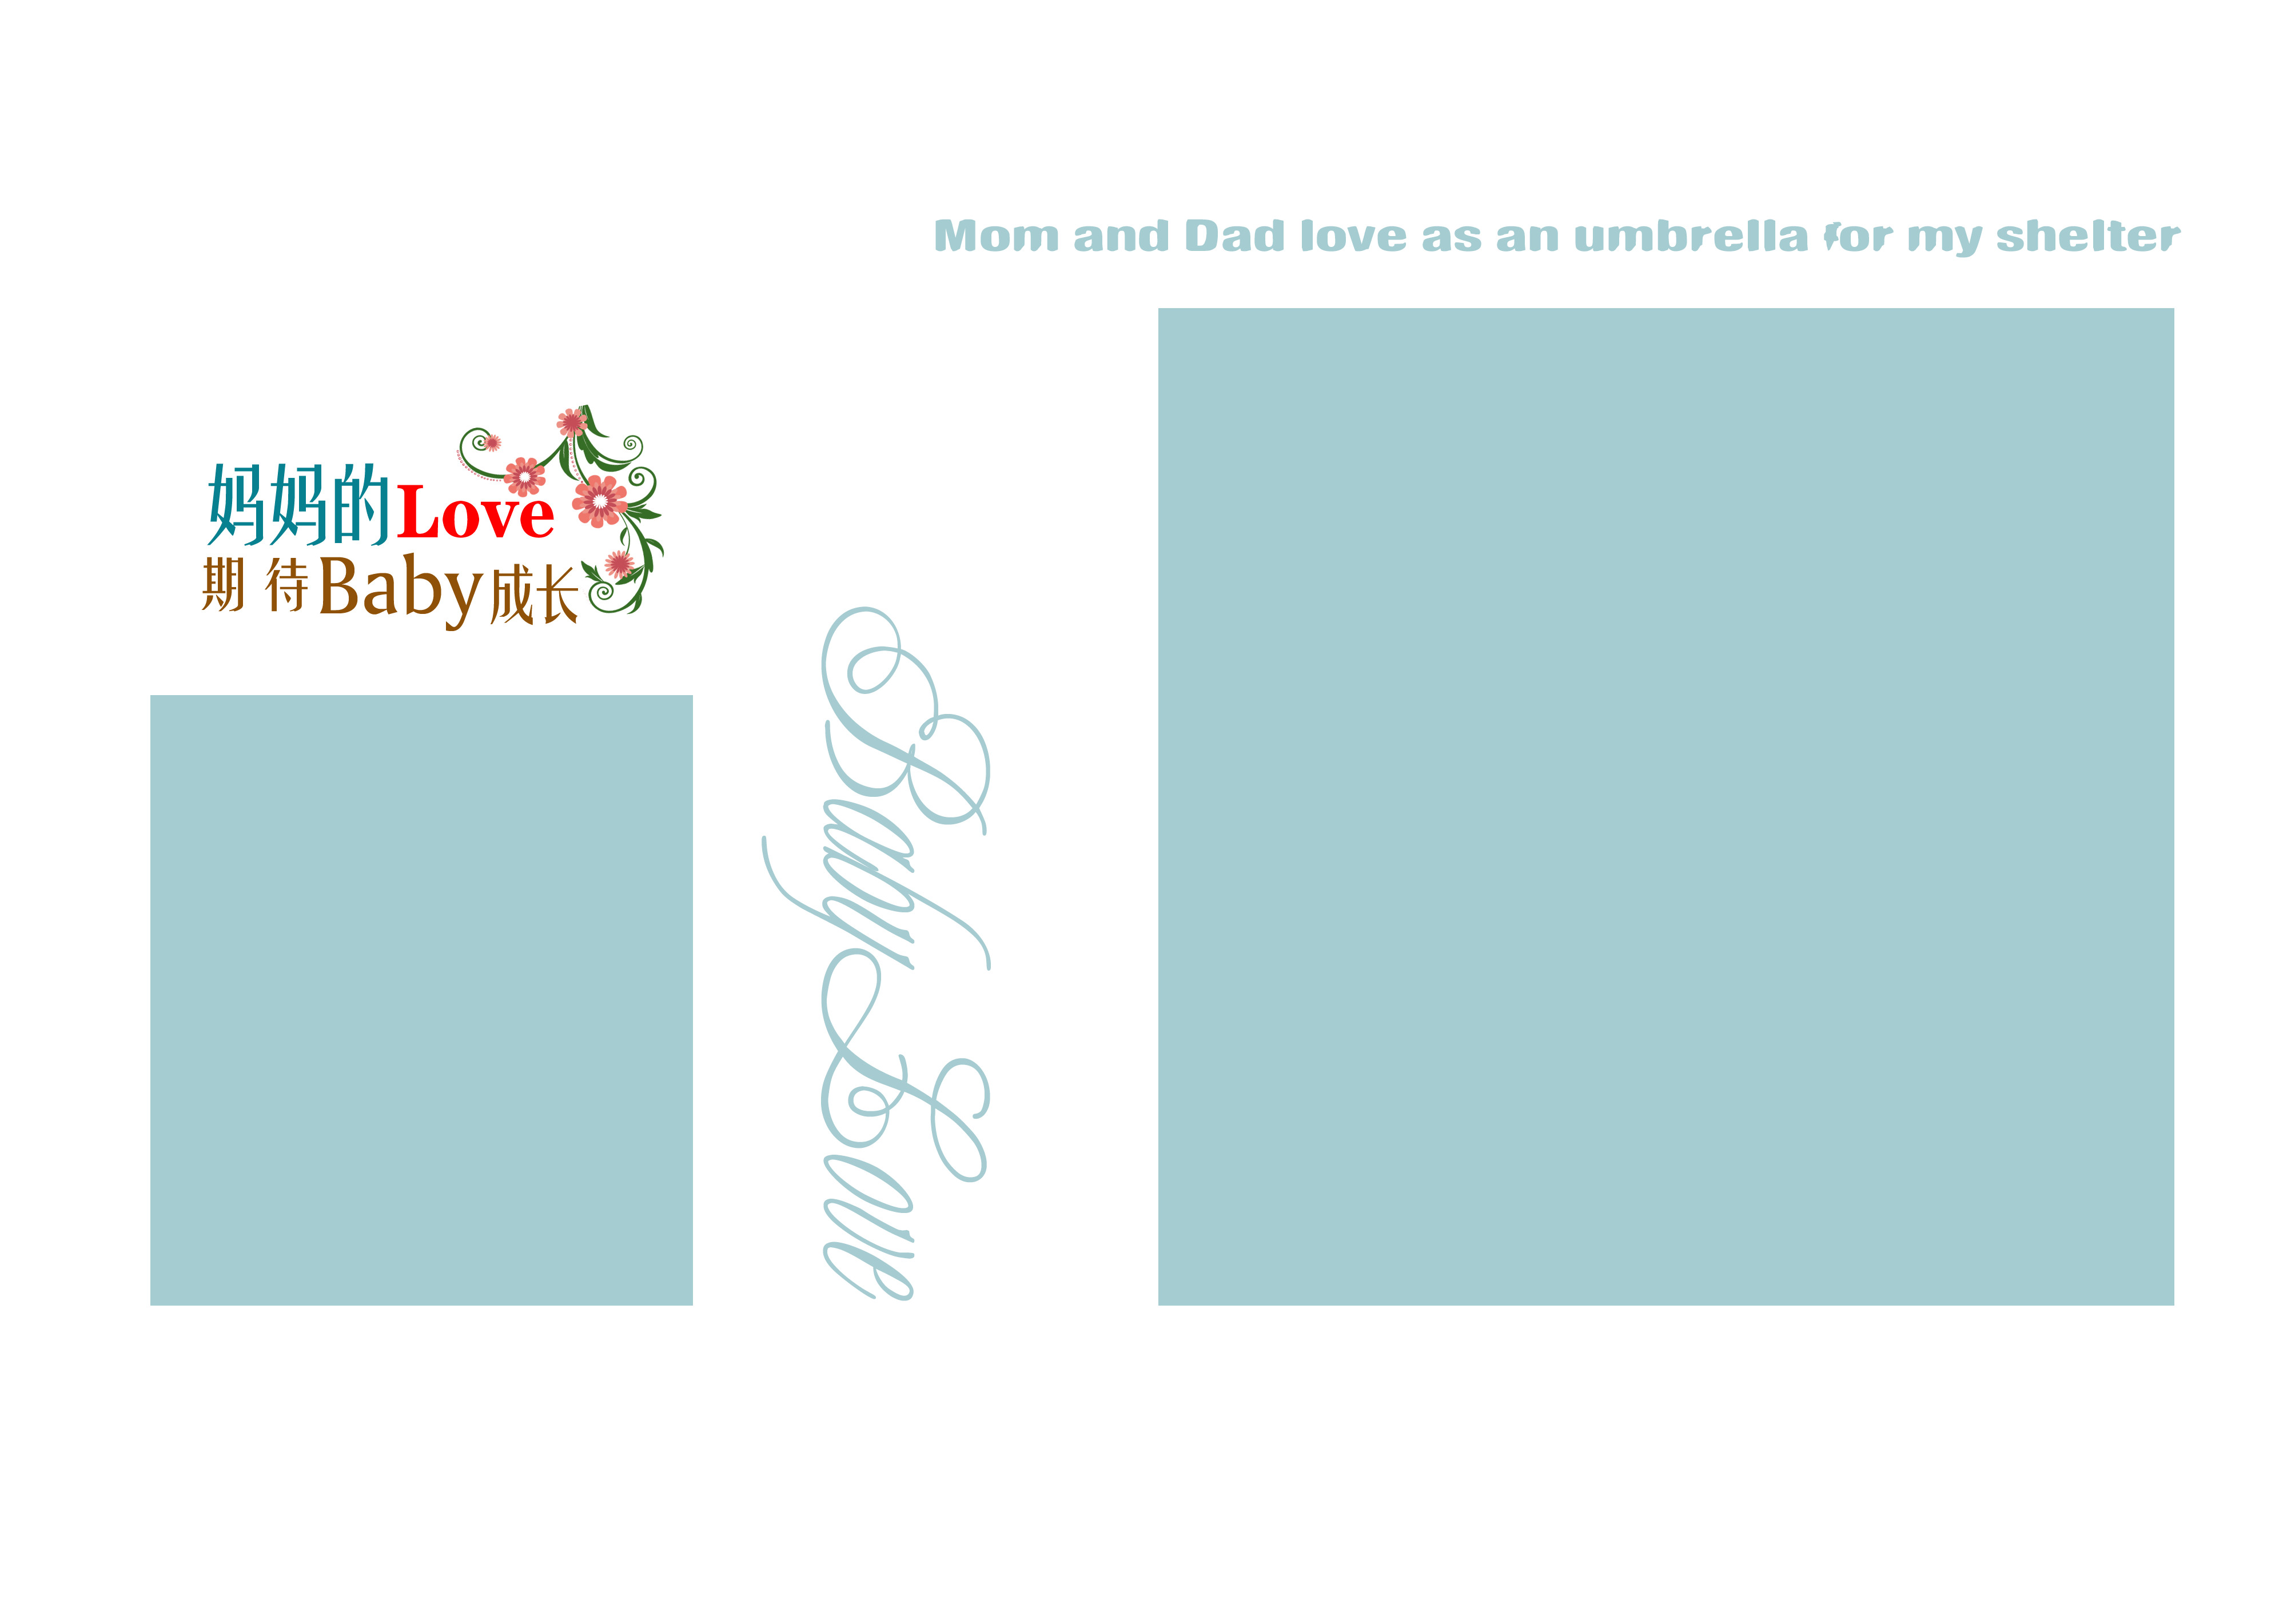 Mom and Dad love as an umbrella for my shelter
妈妈的Love
期待Baby成长
Baby Love